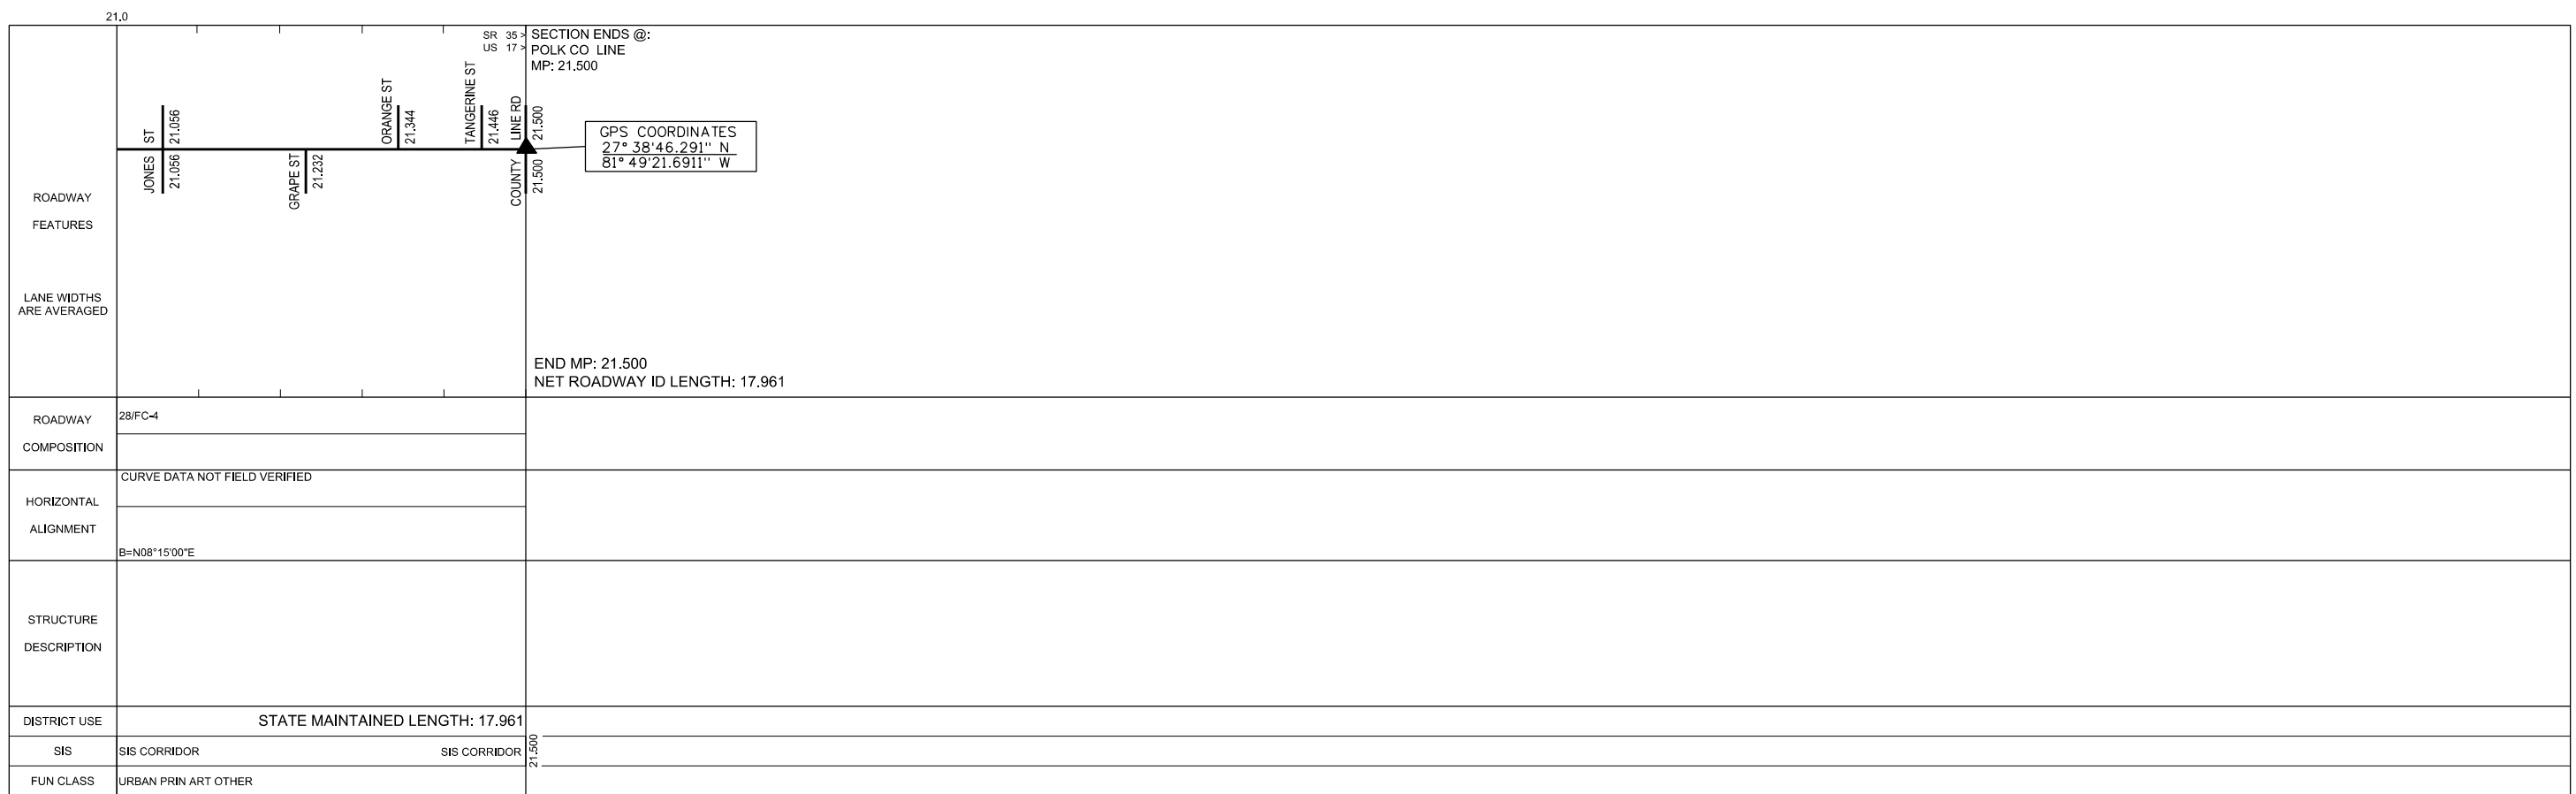 21.0
SR 35 >
US 17 >
SECTION ENDS @:
POLK CO LINE
MP: 21.500
JONES ST
21.056
21.056
GRAPE ST
21.232
ORANGE ST
21.344
TANGERINE ST
21.446
COUNTY LINE RD
21.500
21.500
GPS COORDINATES
27° 38'46.291'' N
81° 49'21.6911'' W
ROADWAY
FEATURES
LANE WIDTHS
ARE AVERAGED
END MP: 21.500
NET ROADWAY ID LENGTH: 17.961
ROADWAY
COMPOSITION
28/FC-4
HORIZONTAL
ALIGNMENT
CURVE DATA NOT FIELD VERIFIED
B=N08°15'00"E
STRUCTURE
DESCRIPTION
DISTRICT USE
STATE MAINTAINED LENGTH: 17.961
SIS
SIS CORRIDOR
SIS CORRIDOR
21.500
FUN CLASS
URBAN PRIN ART OTHER